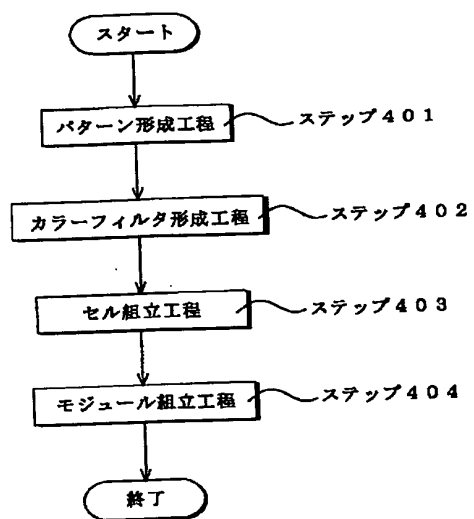 スタート
パターン形成工程
ステップ401
カラーフィルタ形成工程
ステップ402
セル組立工程
ステップ403
モジュール組立工程
ステップ404
終了